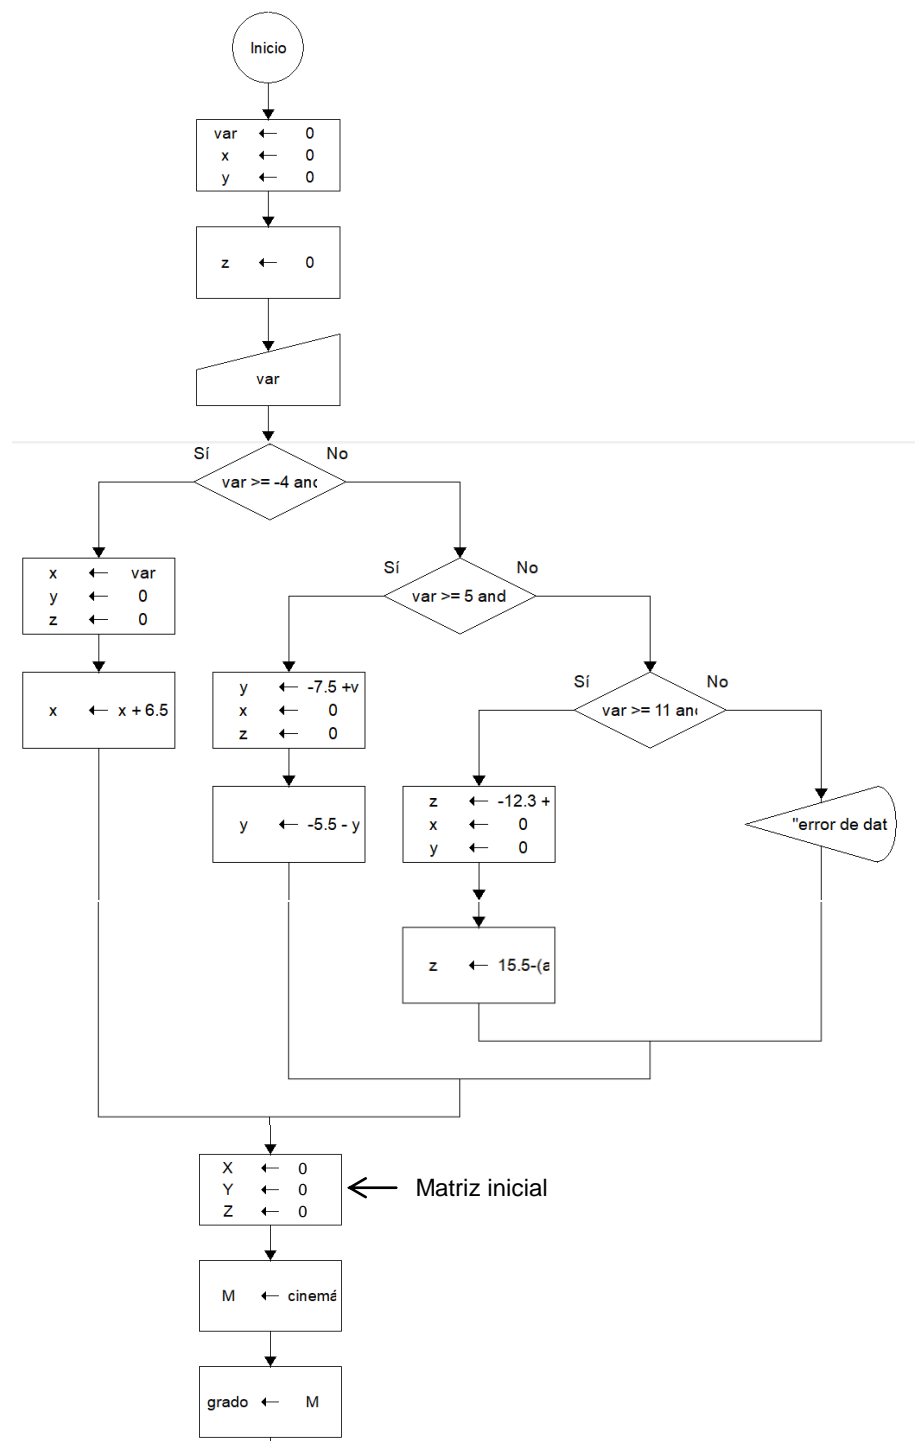 Inicio
var ← 0
x ← 0
y ← 0
z ← 0
var
Sí No
var >= -4 and
x ← var
y ← 0
z ← 0
Sí No
var >= 5 and
x ← x + 6.5
y ← -7.5 +v
x ← 0
z ← 0
Sí No
var >= 11 an
y ← -5.5 - y
z ← -12.3 +
x ← 0
y ← 0
"error de dat
z ← 15.5-(a
X ← 0
Y ← 0
Z ← 0
← Matriz inicial
M ← cinemá
grado ← M